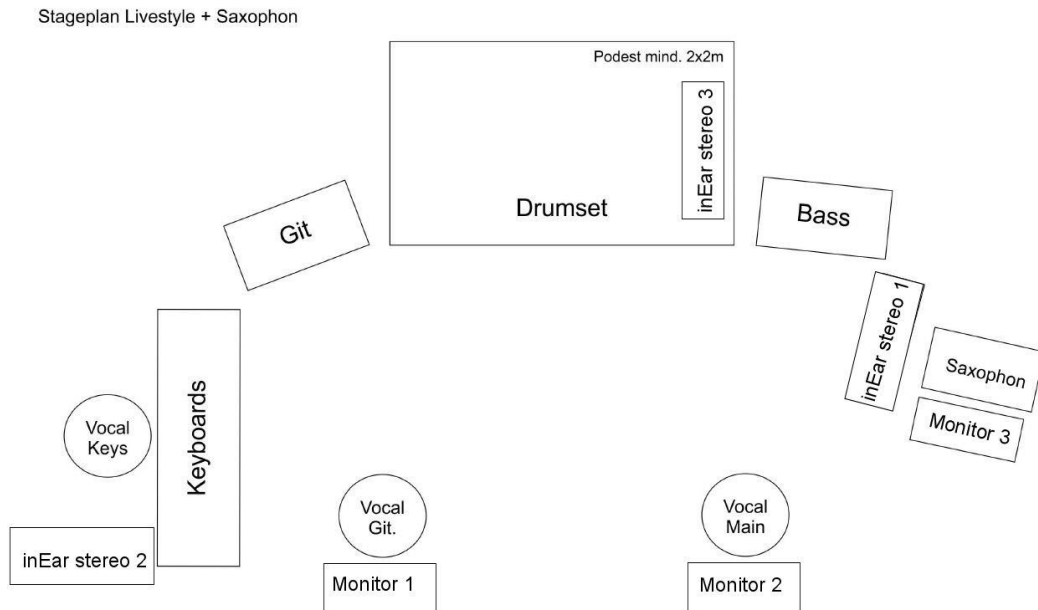 Stageplan Livestyle + Saxophon
Podest mind. 2x2m
inEar stereo 3
Drumset
Git
Bass
inEar stereo 1
Saxophon
Monitor 3
Keyboards
Vocal
Keys
inEar stereo 2
Vocal
Git.
Monitor 1
Vocal
Main
Monitor 2